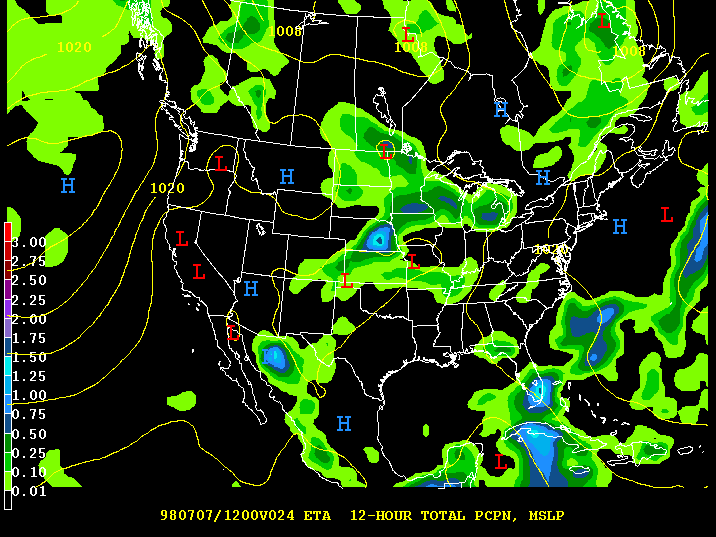 L
1020
1008
L
1008
1008
H
L
L
H
H
H
1020
L
H
L
1020
L
L
L
H
L
L
H
H
L
3.00
2.75
2.50
2.25
2.00
1.75
1.50
1.25
1.00
0.75
0.50
0.25
0.10
0.01
980707/1200V024 ETA 12-HOUR TOTAL PCPN, MSLP